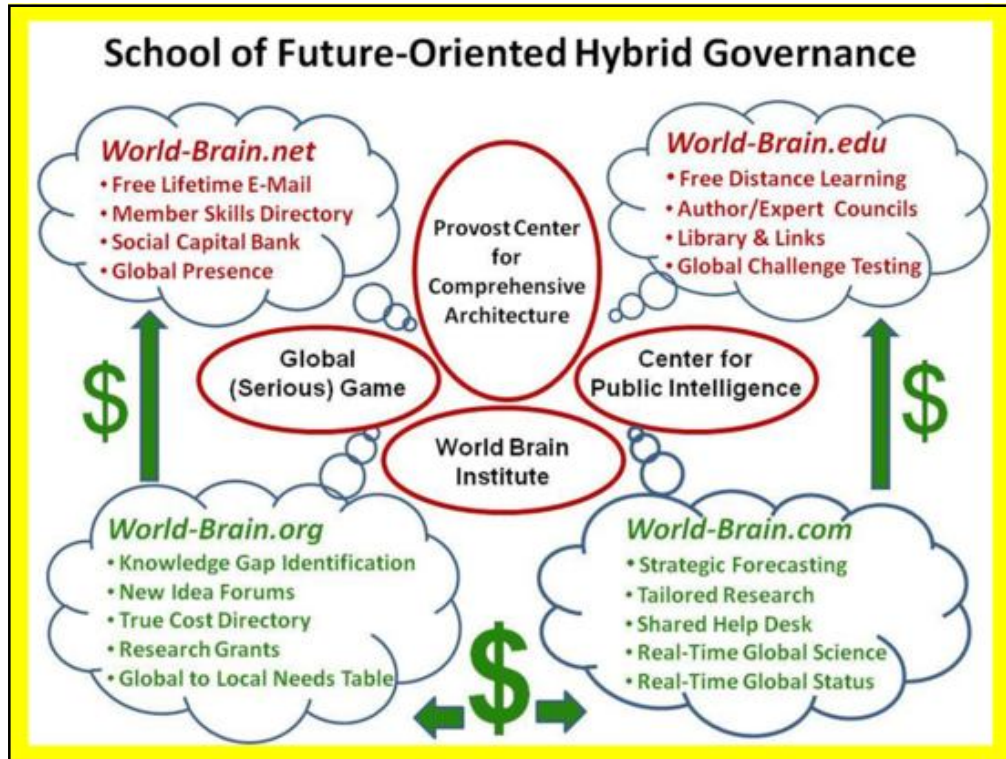 School of Future-Oriented Hybrid Governance
World-Brain.net
• Free Lifetime E-Mail
• Member Skills Directory
• Social Capital Bank
• Global Presence
World-Brain.edu
• Free Distance Learning
• Author/Expert Councils
• Library & Links
• Global Challenge Testing
Provost Center
for
Comprehensive
Architecture
Global
(Serious) Game
Center for
Public Intelligence
World Brain
Institute
$
$
World-Brain.org
• Knowledge Gap Identification
• New Idea Forums
• True Cost Directory
• Research Grants
• Global to Local Needs Table
World-Brain.com
• Strategic Forecasting
• Tailored Research
• Shared Help Desk
• Real-Time Global Science
• Real-Time Global Status
$